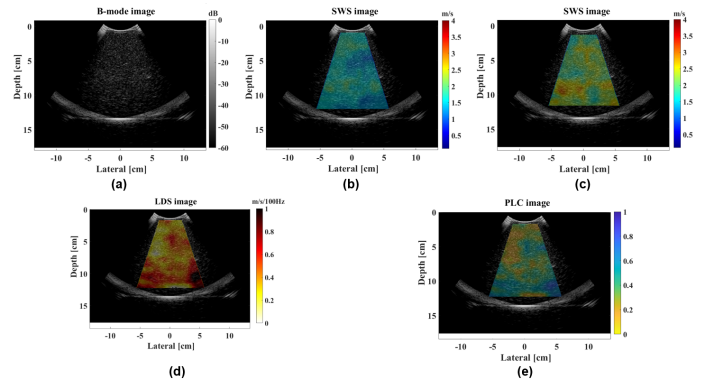 B-mode image
dB
0
-10
-20
-30
-40
-50
-60
0
5
10
15
Depth [cm]
-10 -5 0 5 10
Lateral [cm]
(a)
SWS image
m/s
4
3.5
3
2.5
2
1.5
1
0.5
0
5
10
15
Depth [cm]
-10 -5 0 5 10
Lateral [cm]
(b)
SWS image
m/s
4
3.5
3
2.5
2
1.5
1
0.5
0
5
10
15
Depth [cm]
-10 -5 0 5 10
Lateral [cm]
(c)
LDS image
m/s/100Hz
1
0.8
0.6
0.4
0.2
0
0
5
10
15
Depth [cm]
-10 -5 0 5 10
Lateral [cm]
(d)
PLC image
1
0.8
0.6
0.4
0.2
0
0
5
10
15
Depth [cm]
-10 -5 0 5 10
Lateral [cm]
(e)